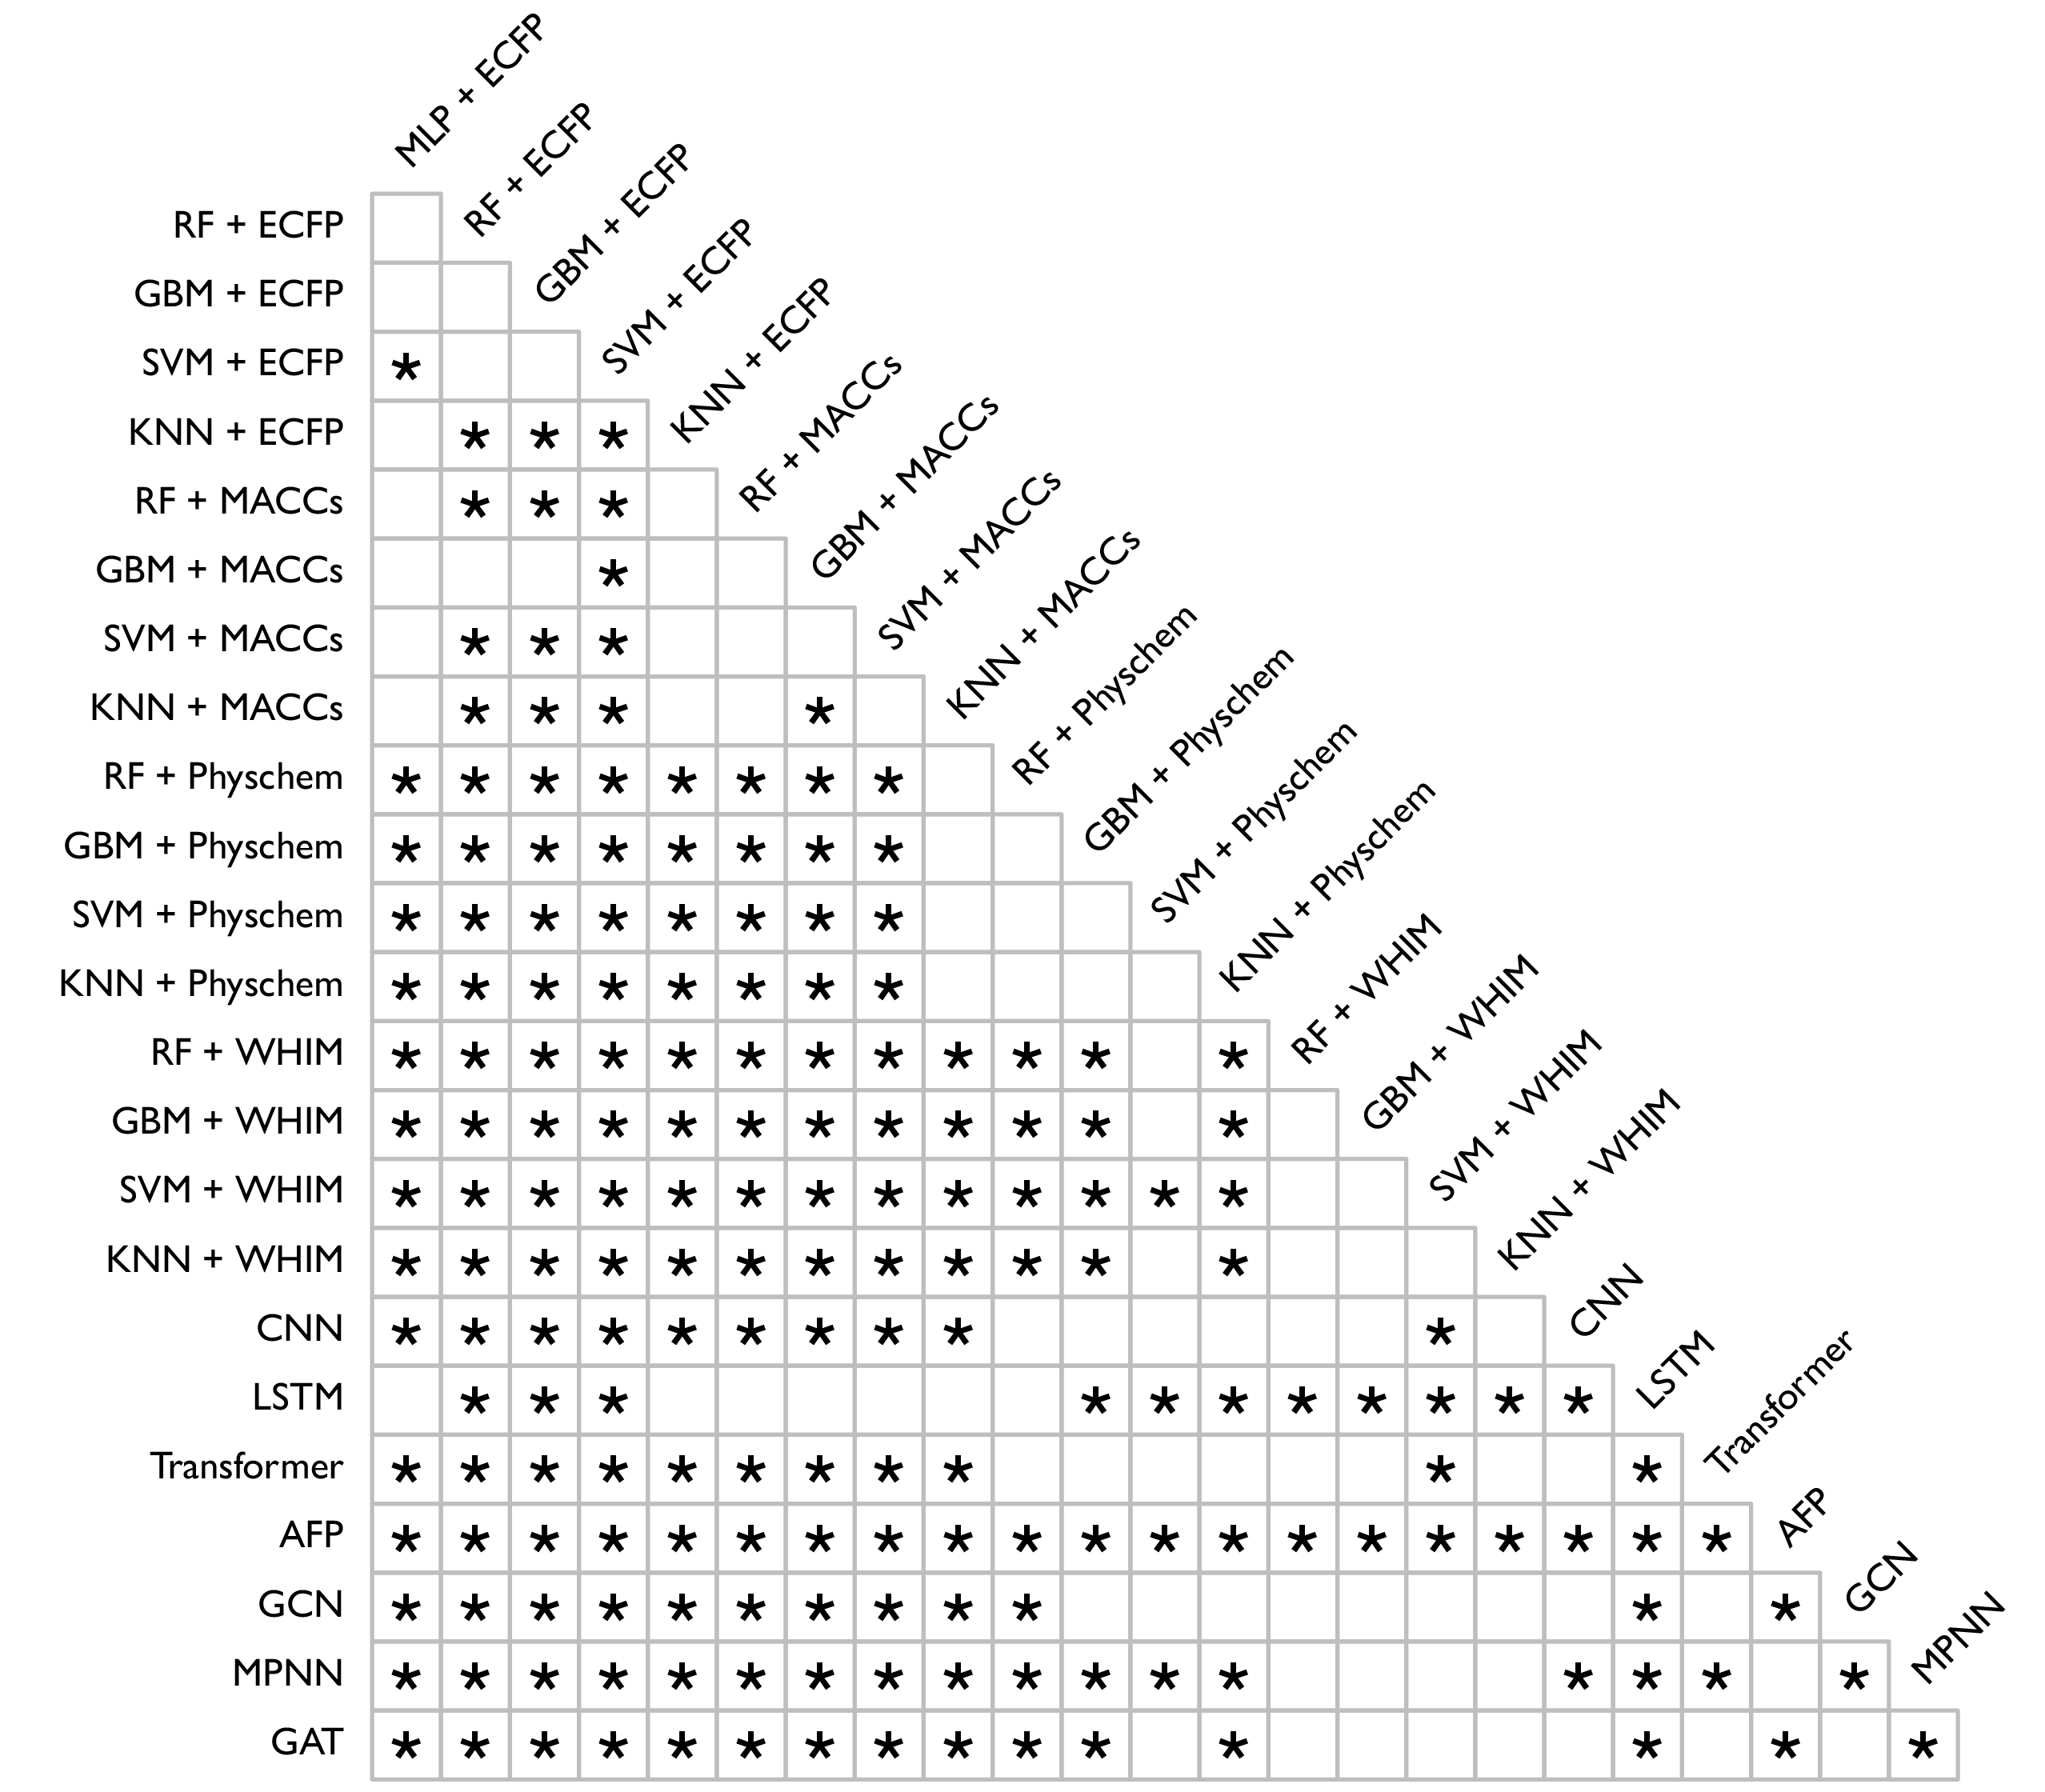 MLP + ECFP
RF + ECFP
GBM + ECFP
SVM + ECFP
KNN + ECFP
RF + MACCs
GBM + MACCs
SVM + MACCs
KNN + MACCs
RF + Physchem
GBM + Physchem
SVM + Physchem
KNN + Physchem
RF + WHIM
GBM + WHIM
SVM + WHIM
KNN + WHIM
CNN
LSTM
Transformer
AFP
GCN
MPNN
RF + ECFP
GBM + ECFP
SVM + ECFP *
KNN + ECFP * * *
RF + MACCs * * *
GBM + MACCs *
SVM + MACCs * * *
KNN + MACCs * * * *
RF + Physchem * * * * * * * *
GBM + Physchem * * * * * * * *
SVM + Physchem * * * * * * * *
KNN + Physchem * * * * * * * *
RF + WHIM * * * * * * * * * * * *
GBM + WHIM * * * * * * * * * * * *
SVM + WHIM * * * * * * * * * * * * *
KNN + WHIM * * * * * * * * * * * *
CNN * * * * * * * * * *
LSTM * * * * * * * * * * *
Transformer * * * * * * * * * * *
AFP * * * * * * * * * * * * * * * * * * * *
GCN * * * * * * * * * * * *
MPNN * * * * * * * * * * * * * * * * *
GAT * * * * * * * * * * * * * * *